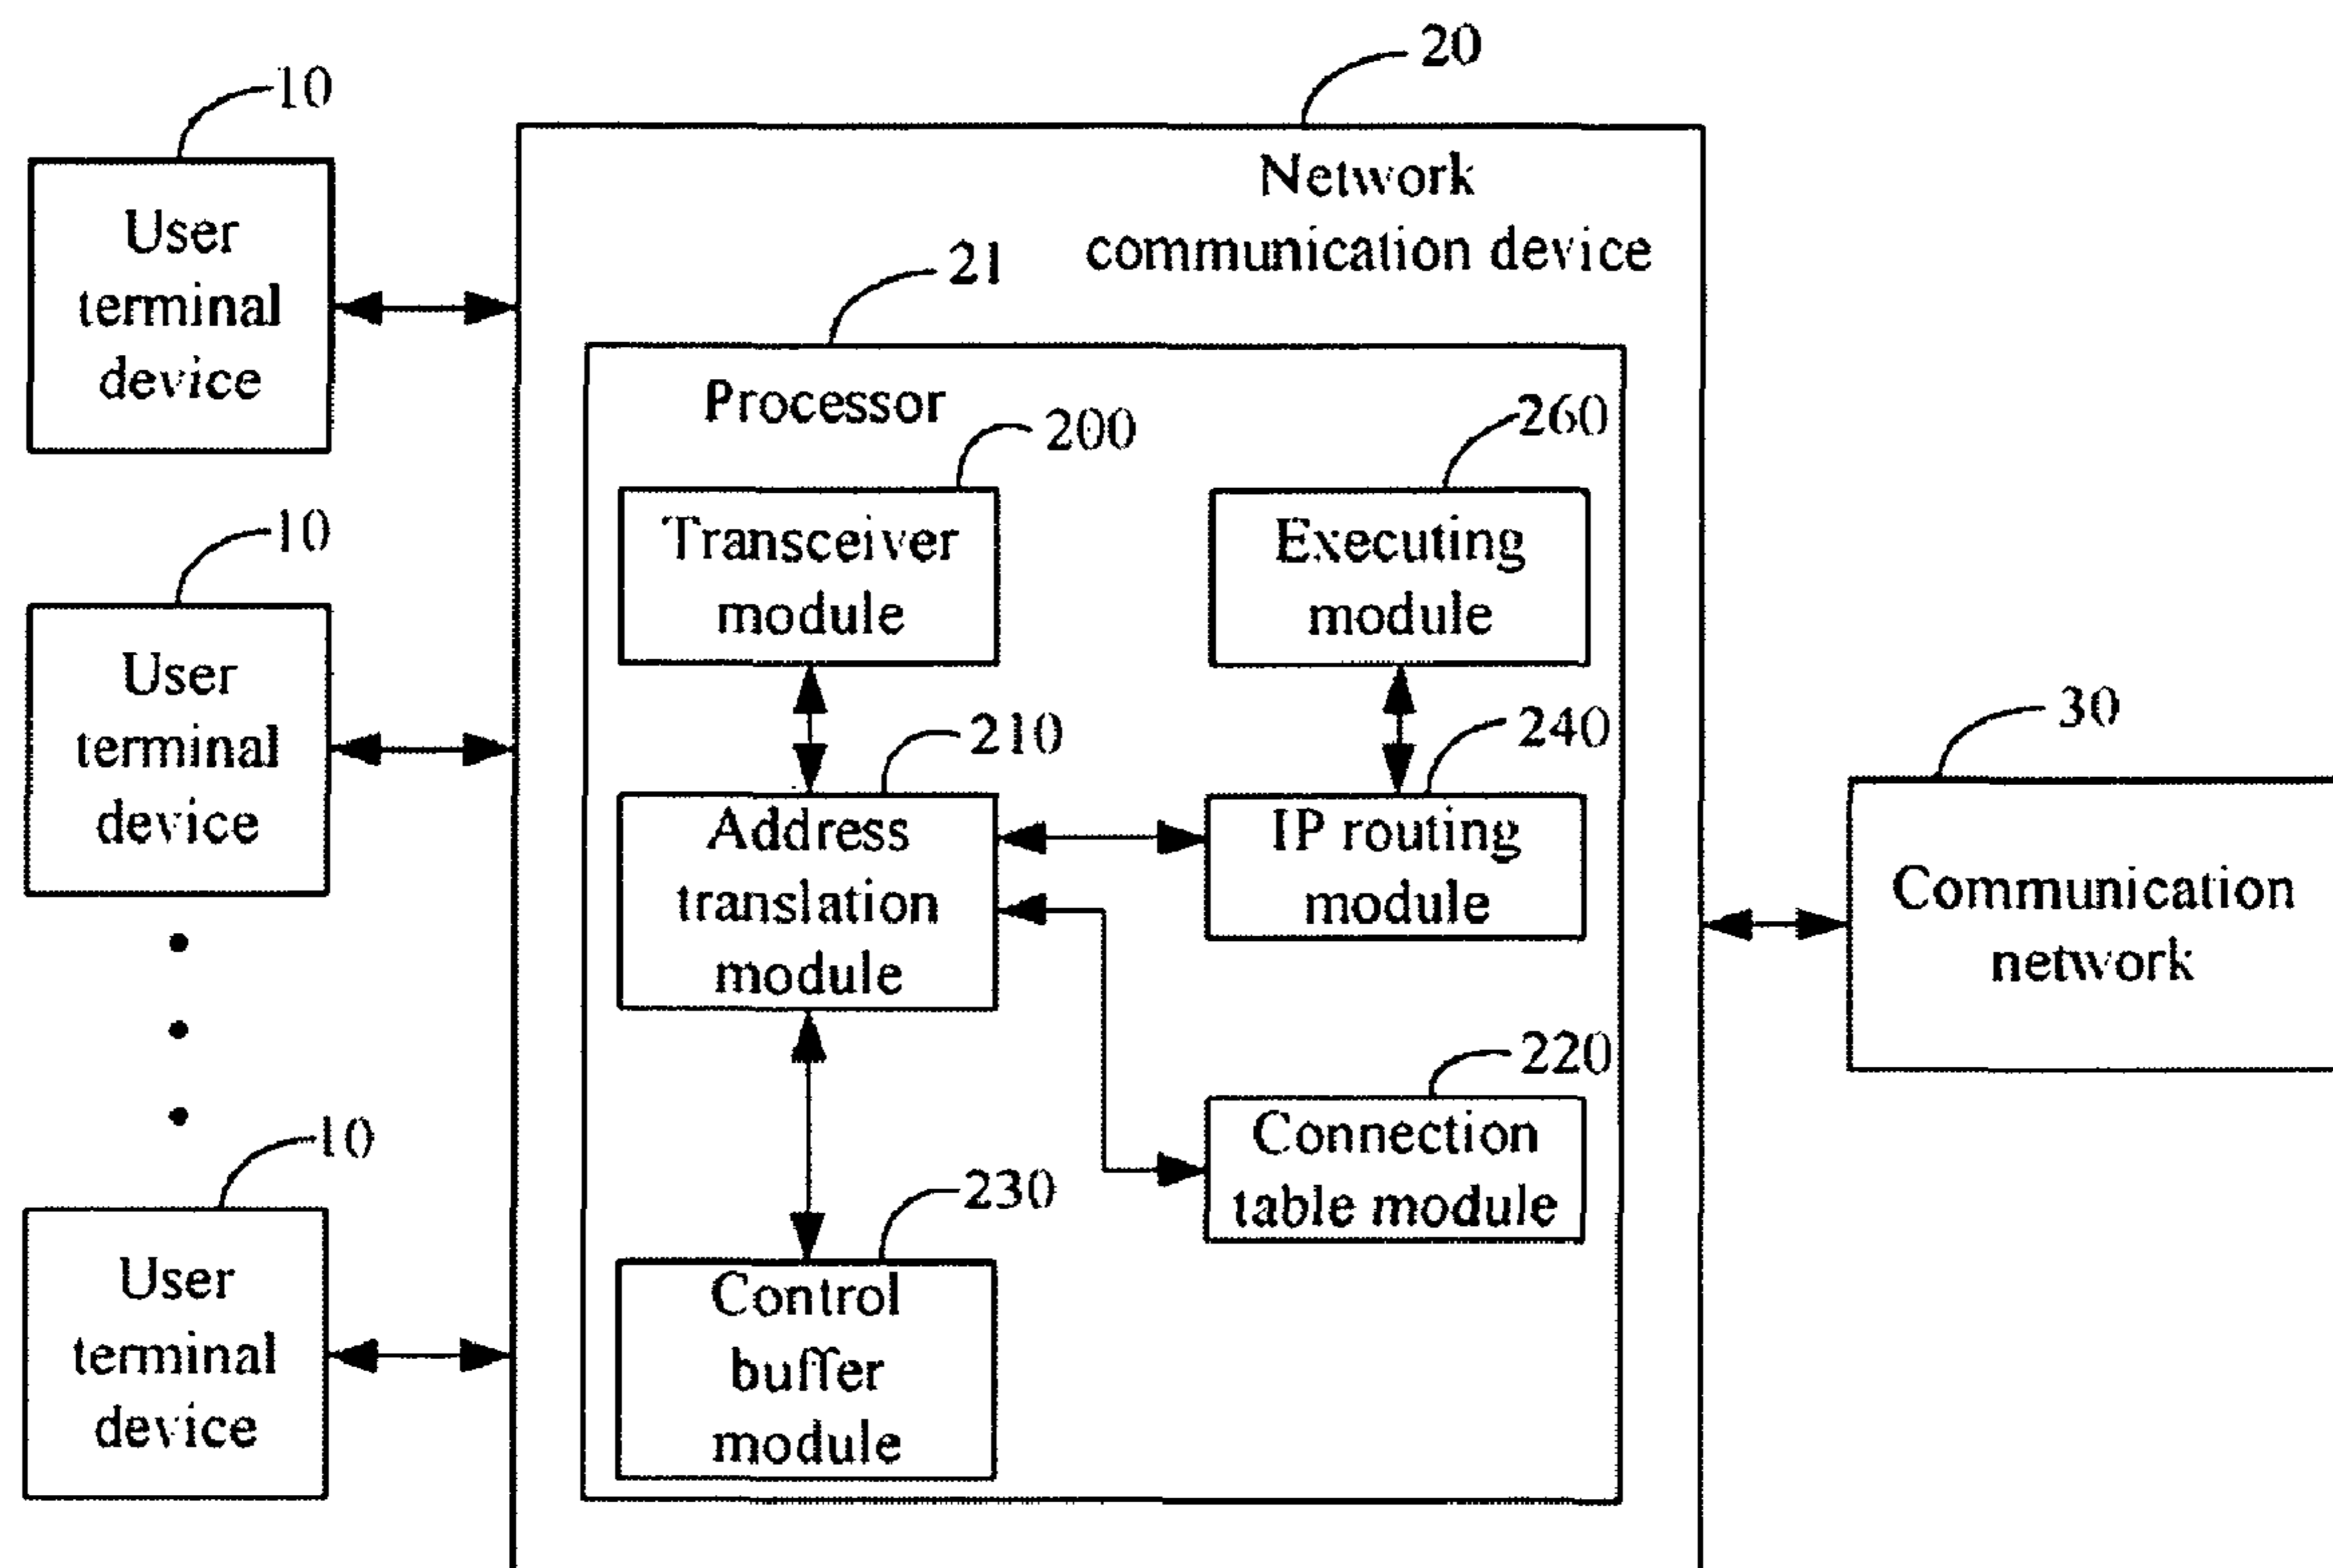 20
10
User
terminal
device
Network
communication device
21
Processor
200
260
Transceiver
module
Executing
module
10
User
terminal
device
210
240
Address
translation
module
IP routing
module
30
Communication
network
220
Connection
table module
230
Control
buffer
module
10
User
terminal
device